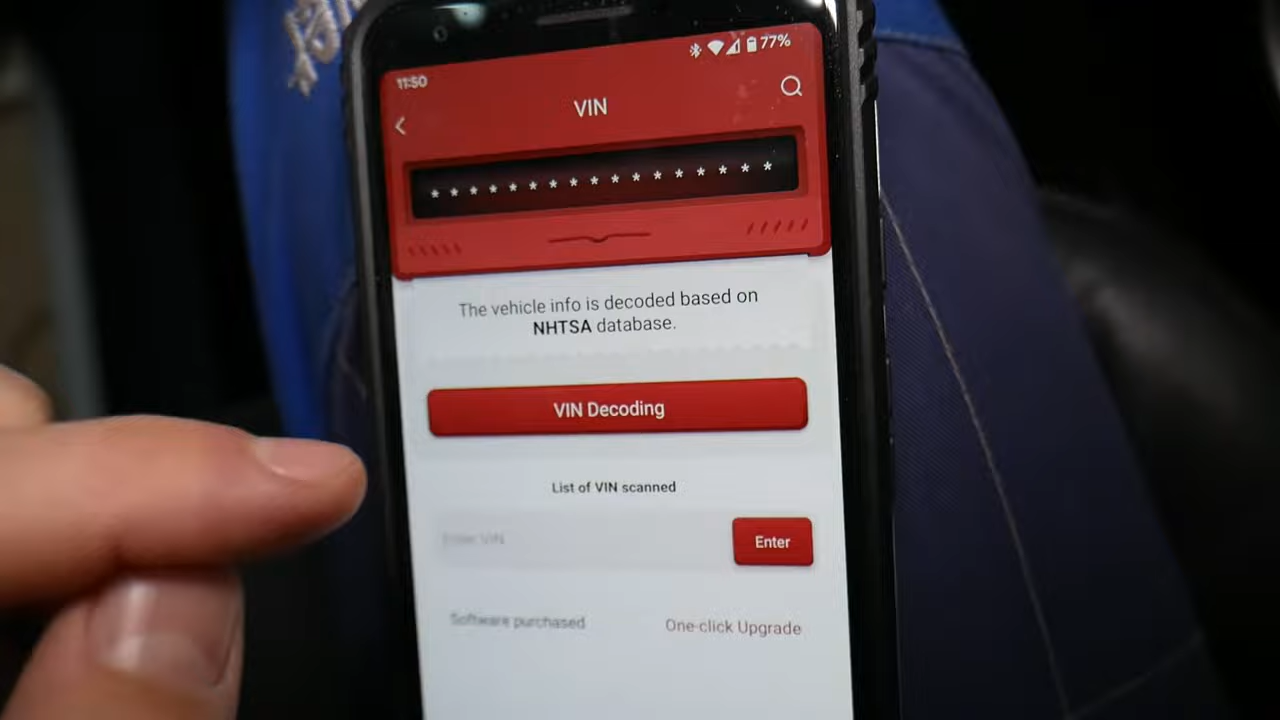 11:50
77%
VIN
* * * * * * * * * * * * * * * * *
The vehicle info is decoded based on
NHTSA database.
VIN Decoding
List of VIN scanned
Enter VIN
Enter
Software purchased
One-click Upgrade